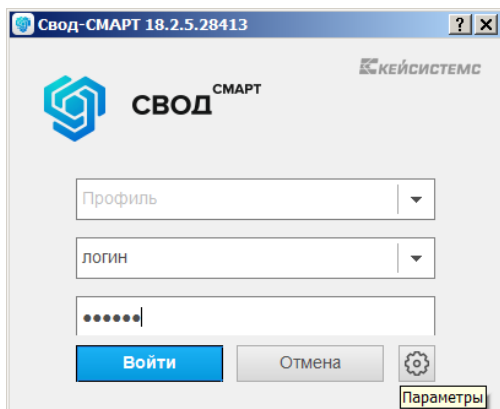 Свод-СМАРТ 18.2.5.28413
КЕЙСИСТЕМС
СВОД СМАРТ
Профиль
логин
Войти
Отмена
Параметры